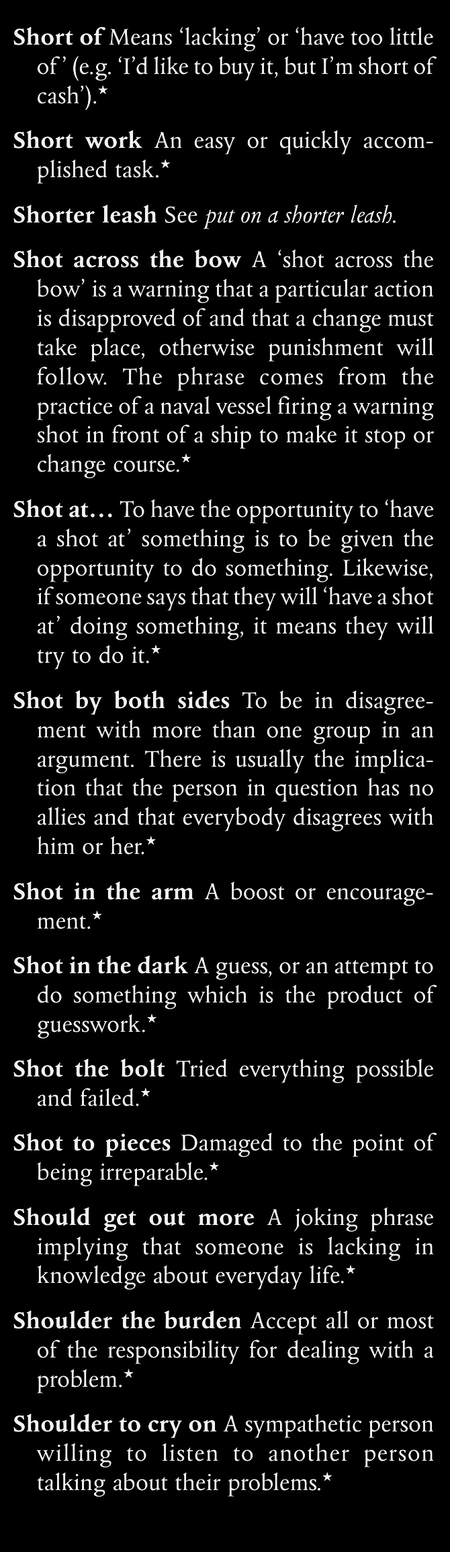 Short of Means ‘lacking’ or ‘have too little
of’ (e.g. ‘I’d like to buy it, but I’m short of
cash’).★
Short work An easy or quickly accom-
plished task.★
Shorter leash See put on a shorter leash.
Shot across the bow A ‘shot across the
bow’ is a warning that a particular action
is disapproved of and that a change must
take place, otherwise punishment will
follow. The phrase comes from the
practice of a naval vessel firing a warning
shot in front of a ship to make it stop or
change course.★
Shot at… To have the opportunity to ‘have
a shot at’ something is to be given the
opportunity to do something. Likewise,
if someone says that they will ‘have a shot
at’ doing something, it means they will
try to do it.★
Shot by both sides To be in disagree-
ment with more than one group in an
argument. There is usually the implica-
tion that the person in question has no
allies and that everybody disagrees with
him or her.★
Shot in the arm A boost or encourage-
ment.★
Shot in the dark A guess, or an attempt to
do something which is the product of
guesswork.★
Shot the bolt Tried everything possible
and failed.★
Shot to pieces Damaged to the point of
being irreparable.★
Should get out more A joking phrase
implying that someone is lacking in
knowledge about everyday life.★
Shoulder the burden Accept all or most
of the responsibility for dealing with a
problem.★
Shoulder to cry on A sympathetic person
willing to listen to another person
talking about their problems.★